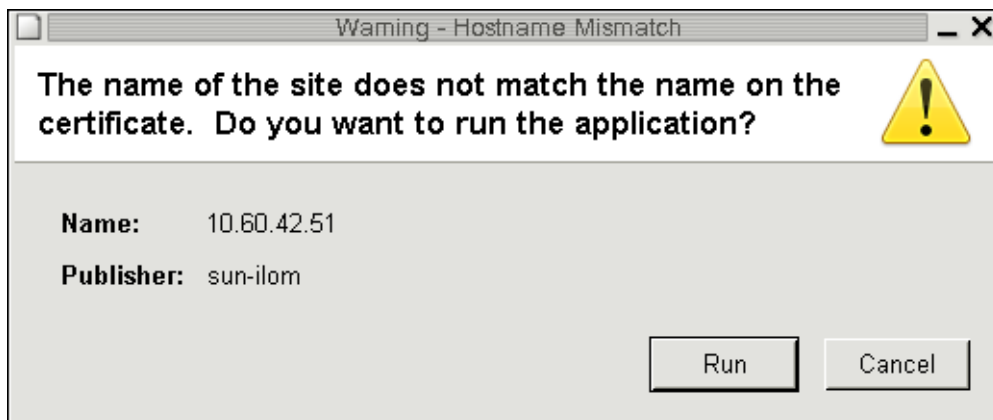 Warning - Hostname Mismatch
The name of the site does not match the name on the
certificate. Do you want to run the application?
Name: 10.60.42.51
Publisher: sun-ilom
Run Cancel